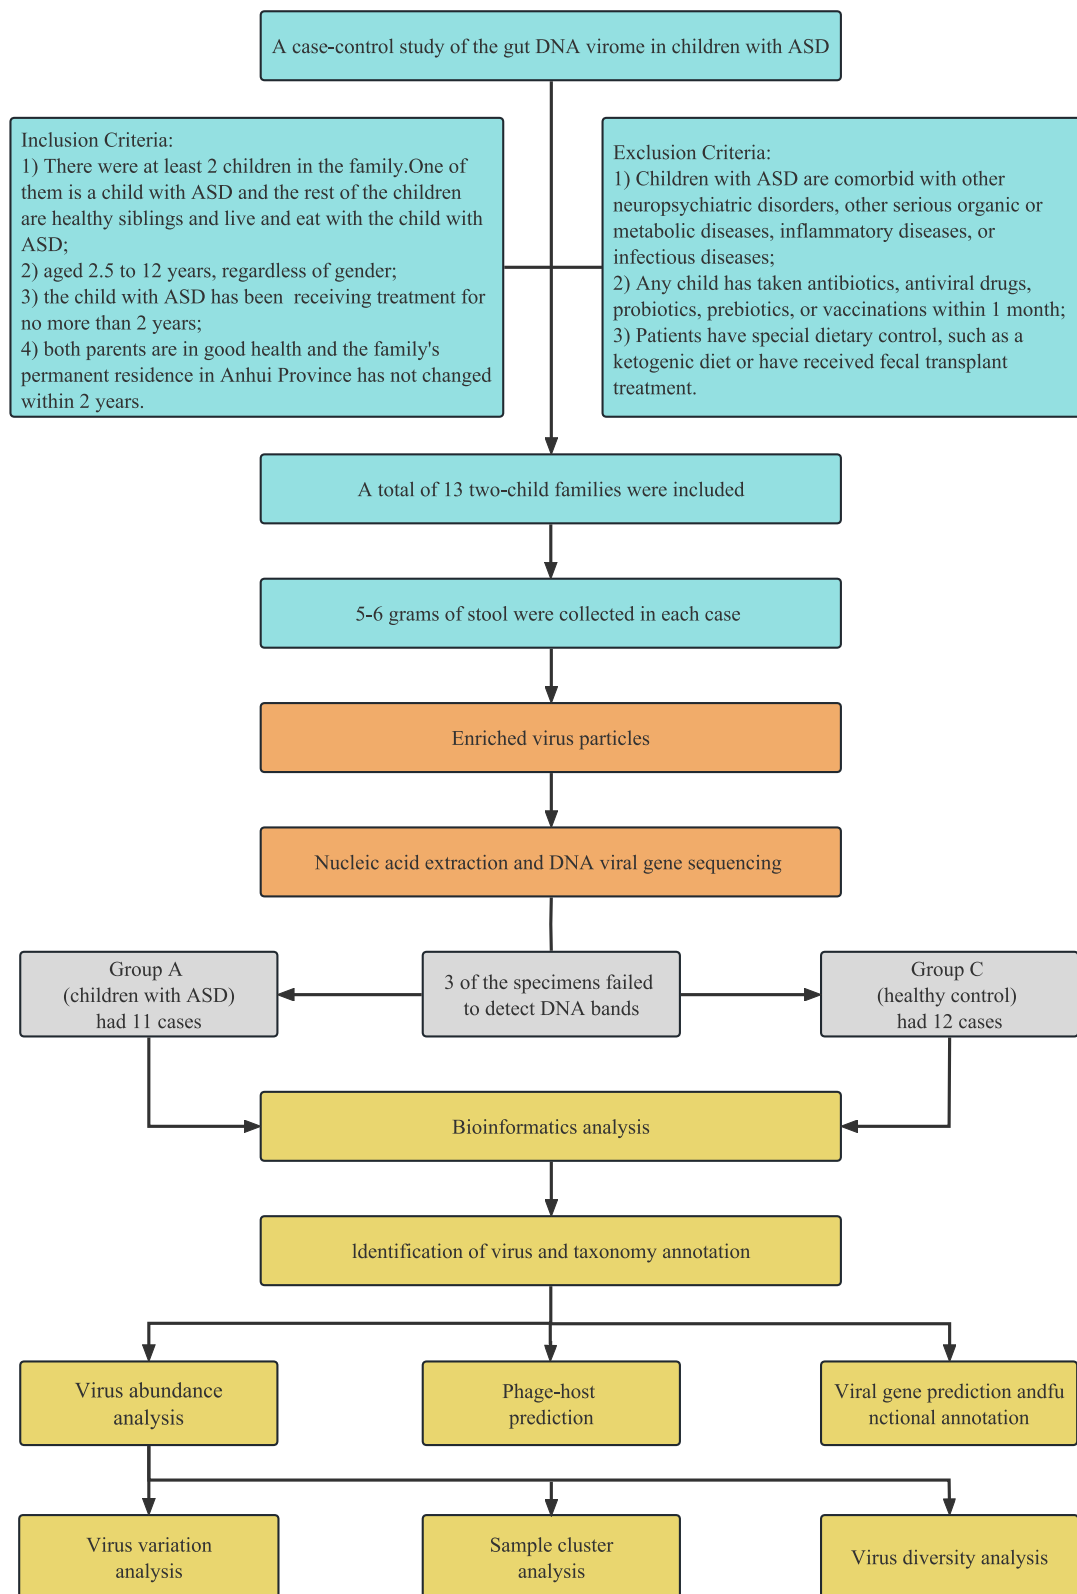 A case-control study of the gut DNA virome in children with ASD
Inclusion Criteria:
1) There were at least 2 children in the family.One of
them is a child with ASD and the rest of the children
are healthy siblings and live and eat with the child with
ASD;
2) aged 2.5 to 12 years, regardless of gender;
3) the child with ASD has been receiving treatment for
no more than 2 years;
4) both parents are in good health and the family's
permanent residence in Anhui Province has not changed
within 2 years.
Exclusion Criteria:
1) Children with ASD are comorbid with other
neuropsychiatric disorders, other serious organic or
metabolic diseases, inflammatory diseases, or
infectious diseases;
2) Any child has taken antibiotics, antiviral drugs,
probiotics, prebiotics, or vaccinations within 1 month;
3) Patients have special dietary control, such as a
ketogenic diet or have received fecal transplant
treatment.
A total of 13 two-child families were included
5-6 grams of stool were collected in each case
Enriched virus particles
Nucleic acid extraction and DNA viral gene sequencing
Group A
(children with ASD)
had 11 cases
3 of the specimens failed
to detect DNA bands
Group C
(healthy control)
had 12 cases
Bioinformatics analysis
Identification of virus and taxonomy annotation
Virus abundance
analysis
Phage-host
prediction
Viral gene prediction andfu
nctional annotation
Virus variation
analysis
Sample cluster
analysis
Virus diversity analysis